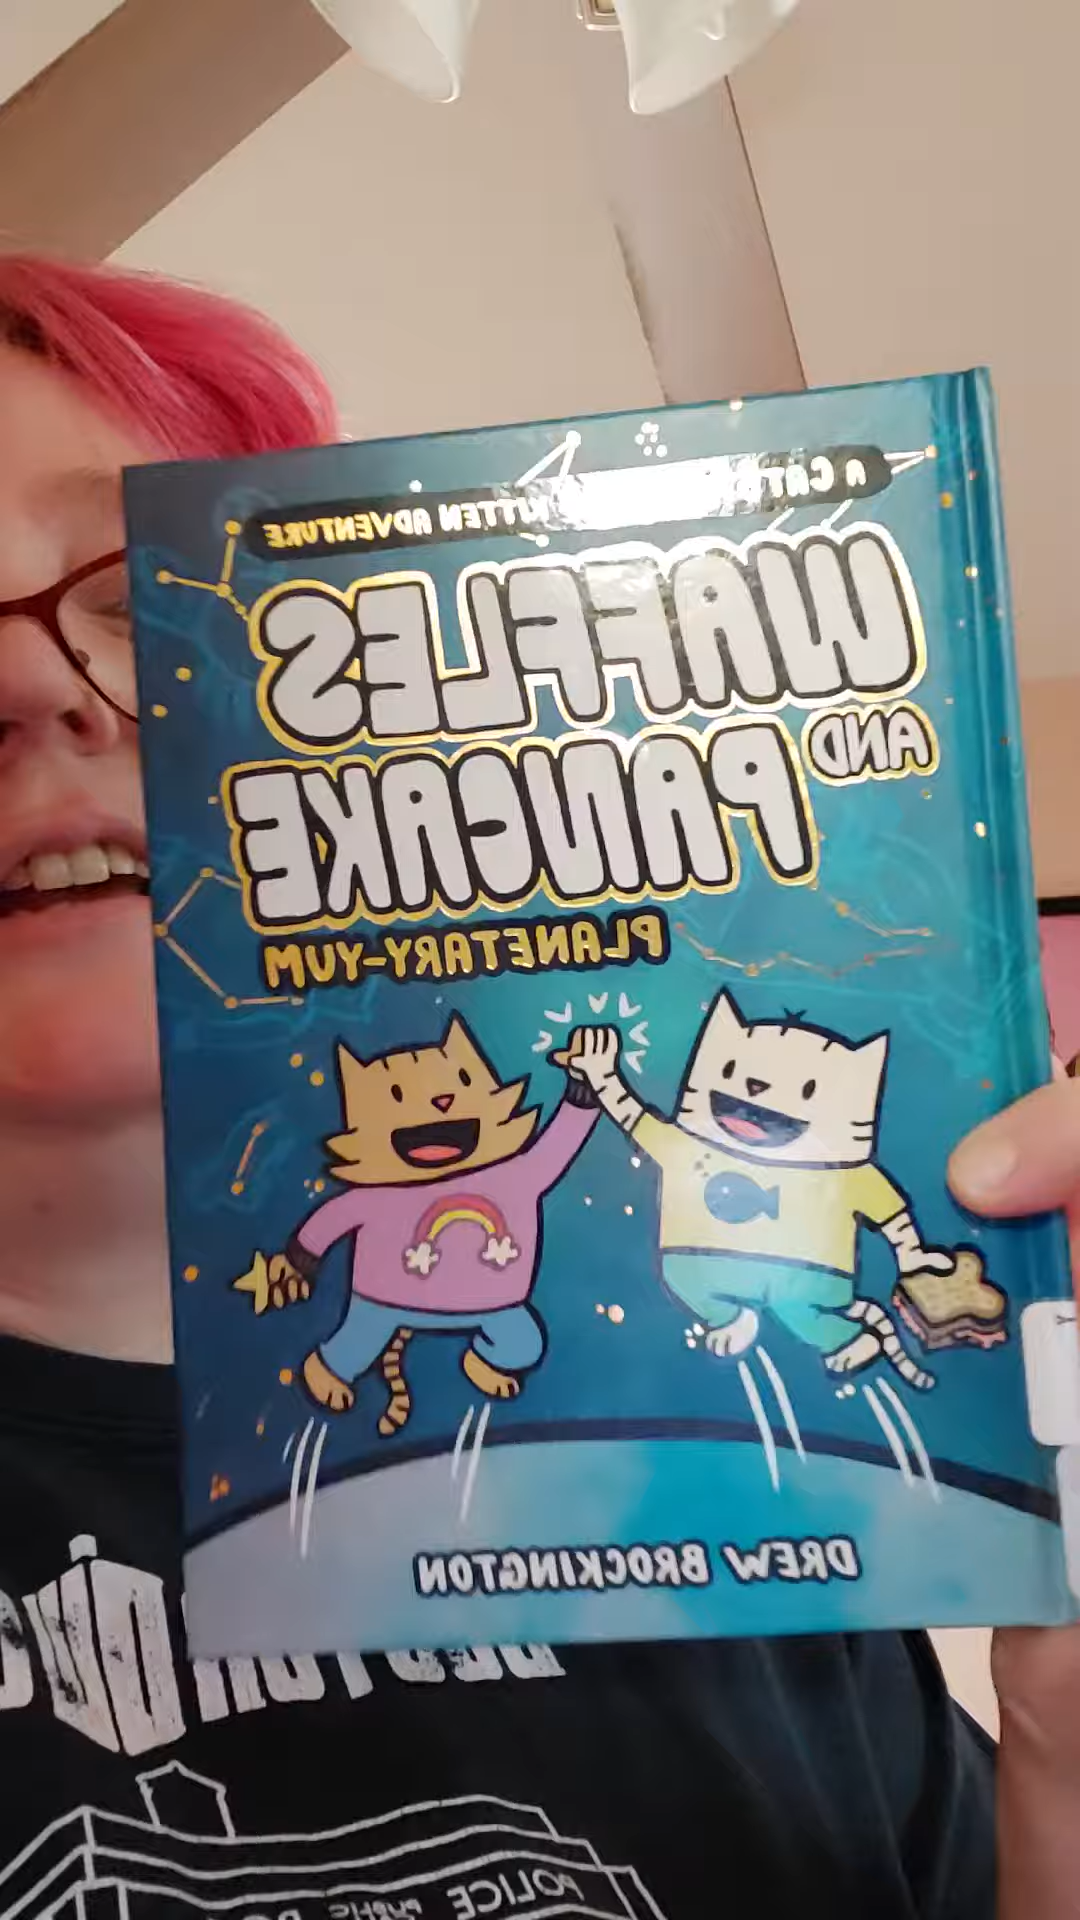 A CAT KITTEN ADVENTURE
WAFFLES
AND
PANCAKE
PLANETARY-YUM
DREW BROCKINGTON
POLICE PUBLIC